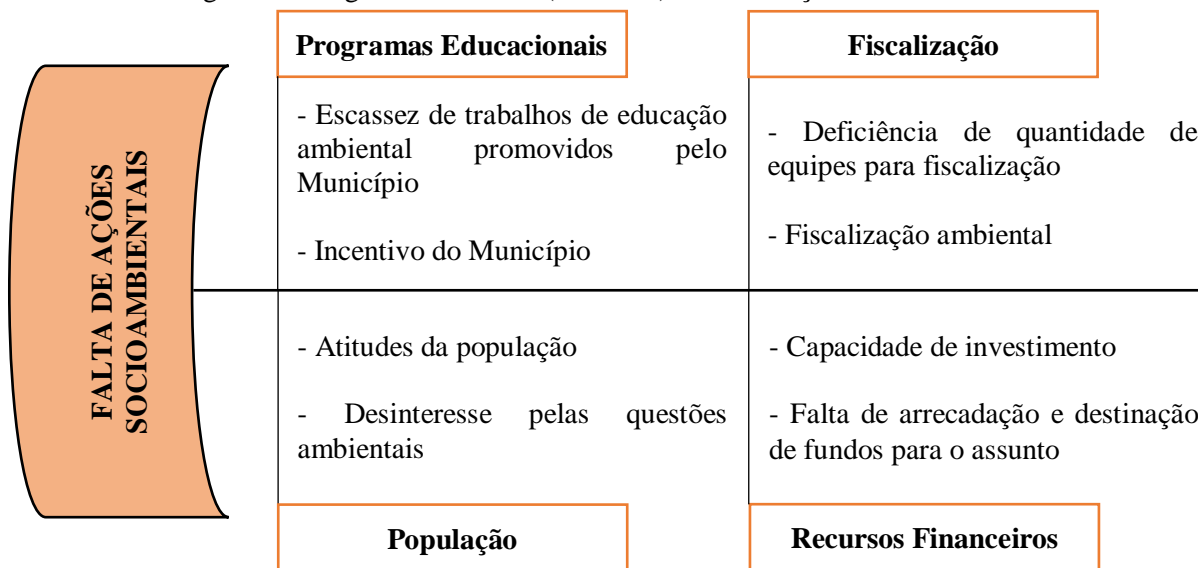 Programas Educacionais
Fiscalização
- Escassez de trabalhos de educação
ambiental promovidos pelo
Município
- Incentivo do Município
- Deficiência de quantidade de
equipes para fiscalização
- Fiscalização ambiental
FALTA DE AÇÕES
SOCIOAMBIENTAIS
- Atitudes da população
- Desinteresse pelas questões
ambientais
- Capacidade de investimento
- Falta de arrecadação e destinação
de fundos para o assunto
População
Recursos Financeiros